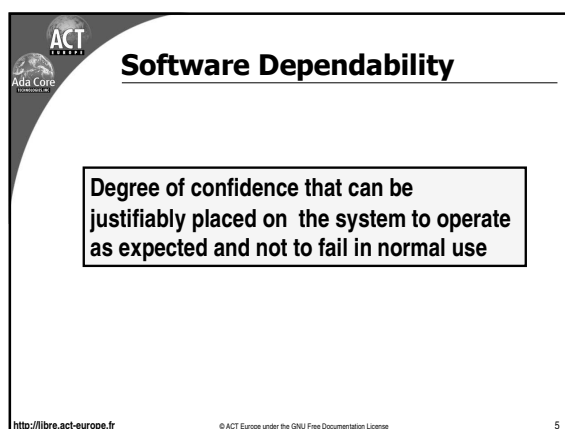 ACT
EUROPE
Ada Core
TECHNOLOGIES, INC
Software Dependability
Degree of confidence that can be
justifiably placed on the system to operate
as expected and not to fail in normal use
http://libre.act-europe.fr
© ACT Europe under the GNU Free Documentation License
5